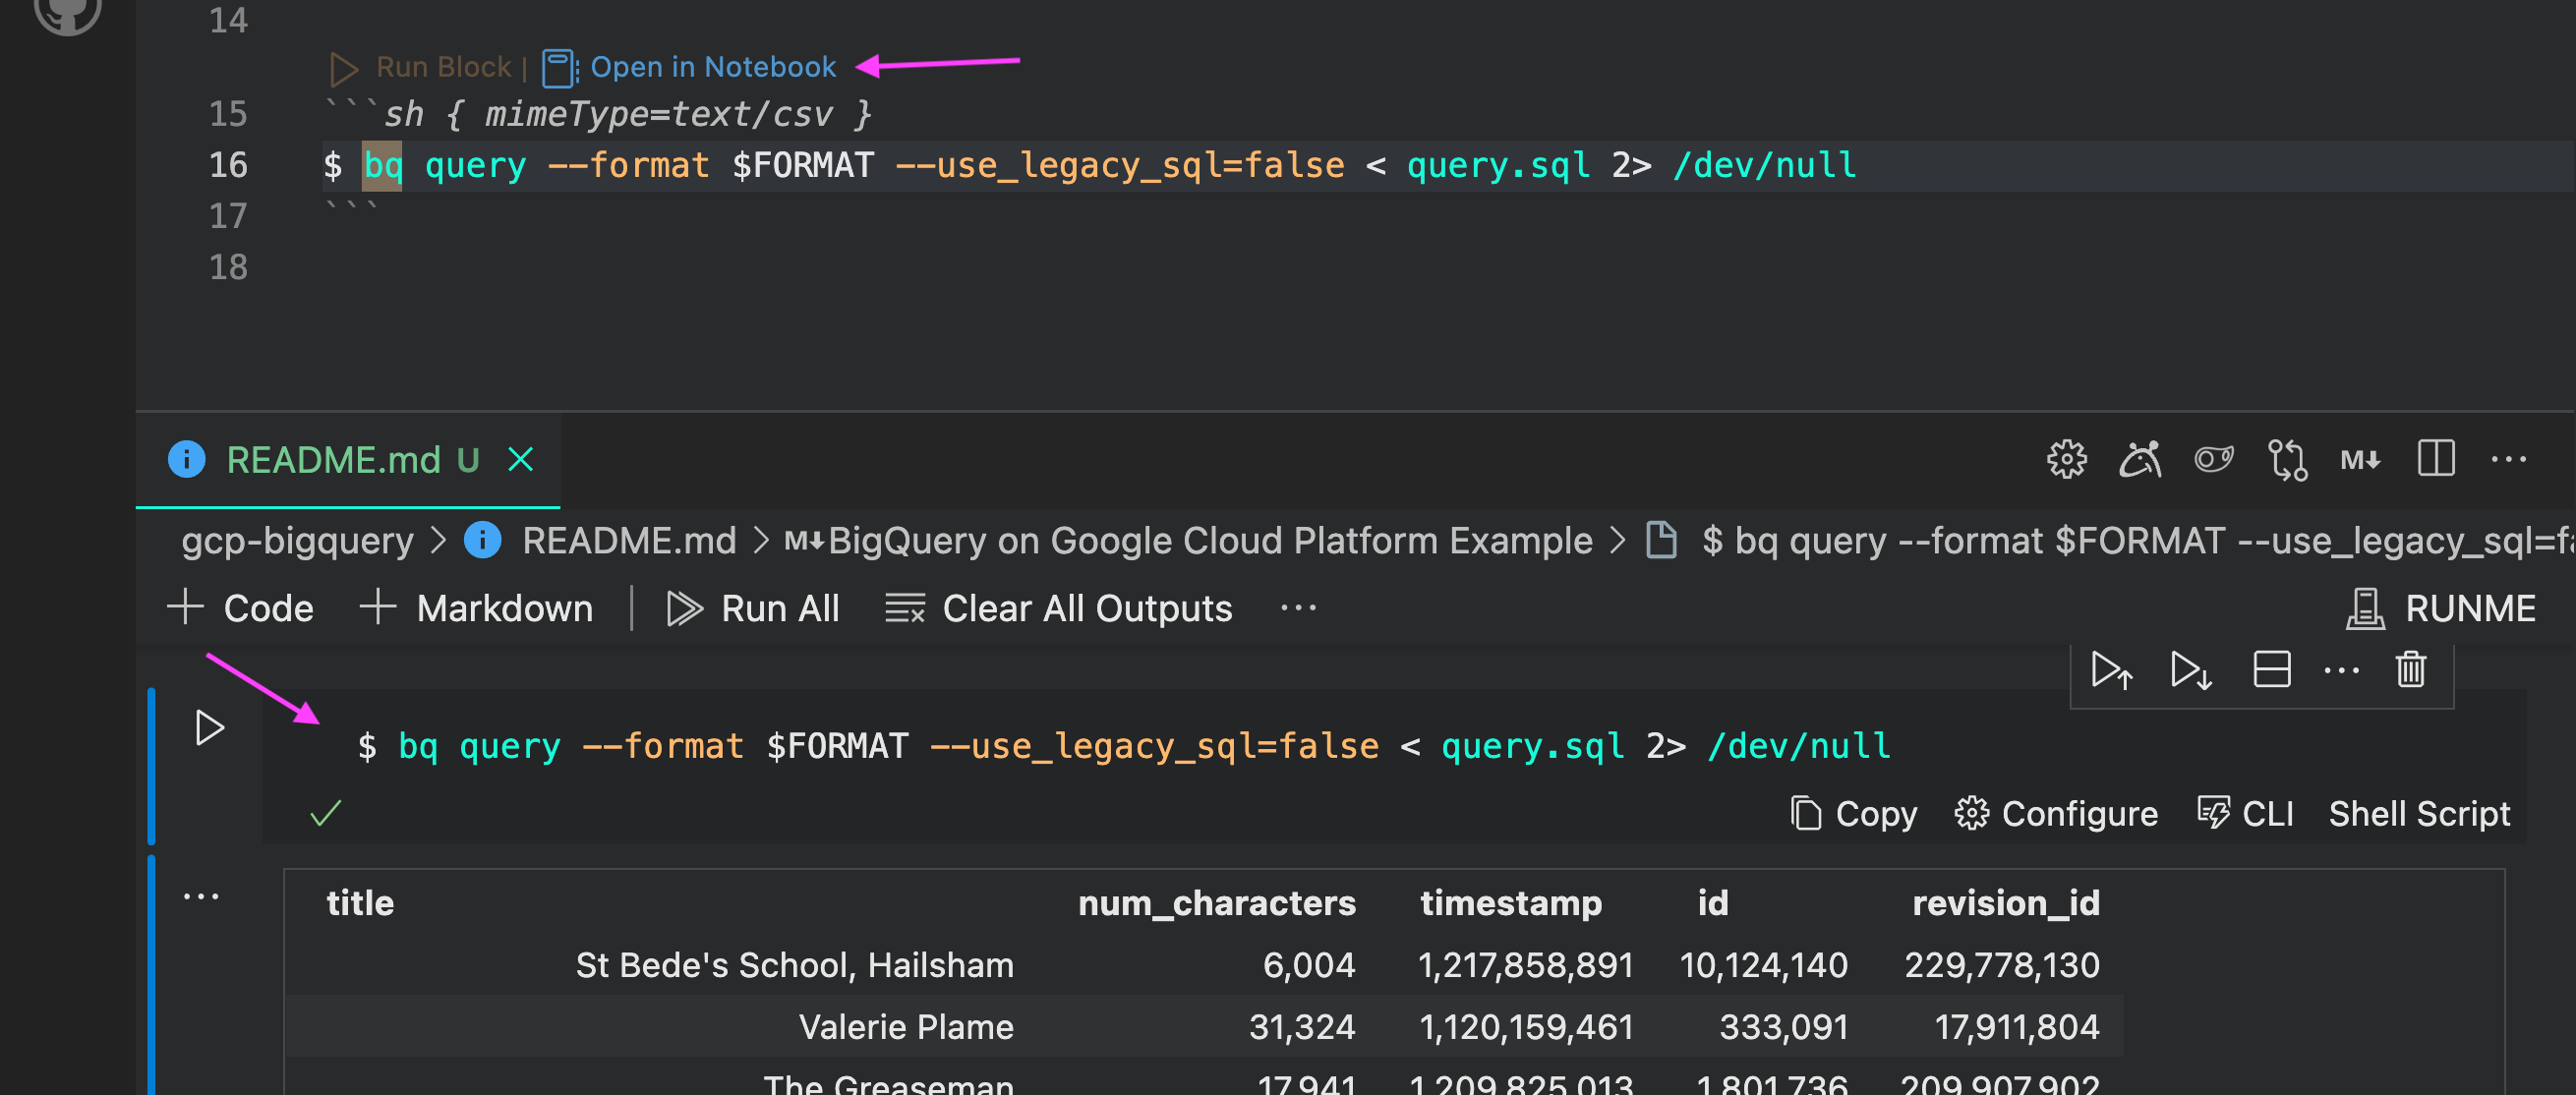 14
Run Block | Open in Notebook
15 ```sh { mimeType=text/csv }
16 $ bq query --format $FORMAT --use_legacy_sql=false < query.sql 2> /dev/null
17 ```
18
README.md U
M↓
gcp-bigquery > README.md > M↓BigQuery on Google Cloud Platform Example > $ bq query --format $FORMAT --use_legacy_sql=fa
+ Code + Markdown | Run All Clear All Outputs ... RUNME
$ bq query --format $FORMAT --use_legacy_sql=false < query.sql 2> /dev/null
Copy Configure CLI Shell Script
title num_characters timestamp id revision_id
St Bede's School, Hailsham 6,004 1,217,858,891 10,124,140 229,778,130
Valerie Plame 31,324 1,120,159,461 333,091 17,911,804
The Greaseman 17,941 1,209,825,013 1,801,736 209,907,902